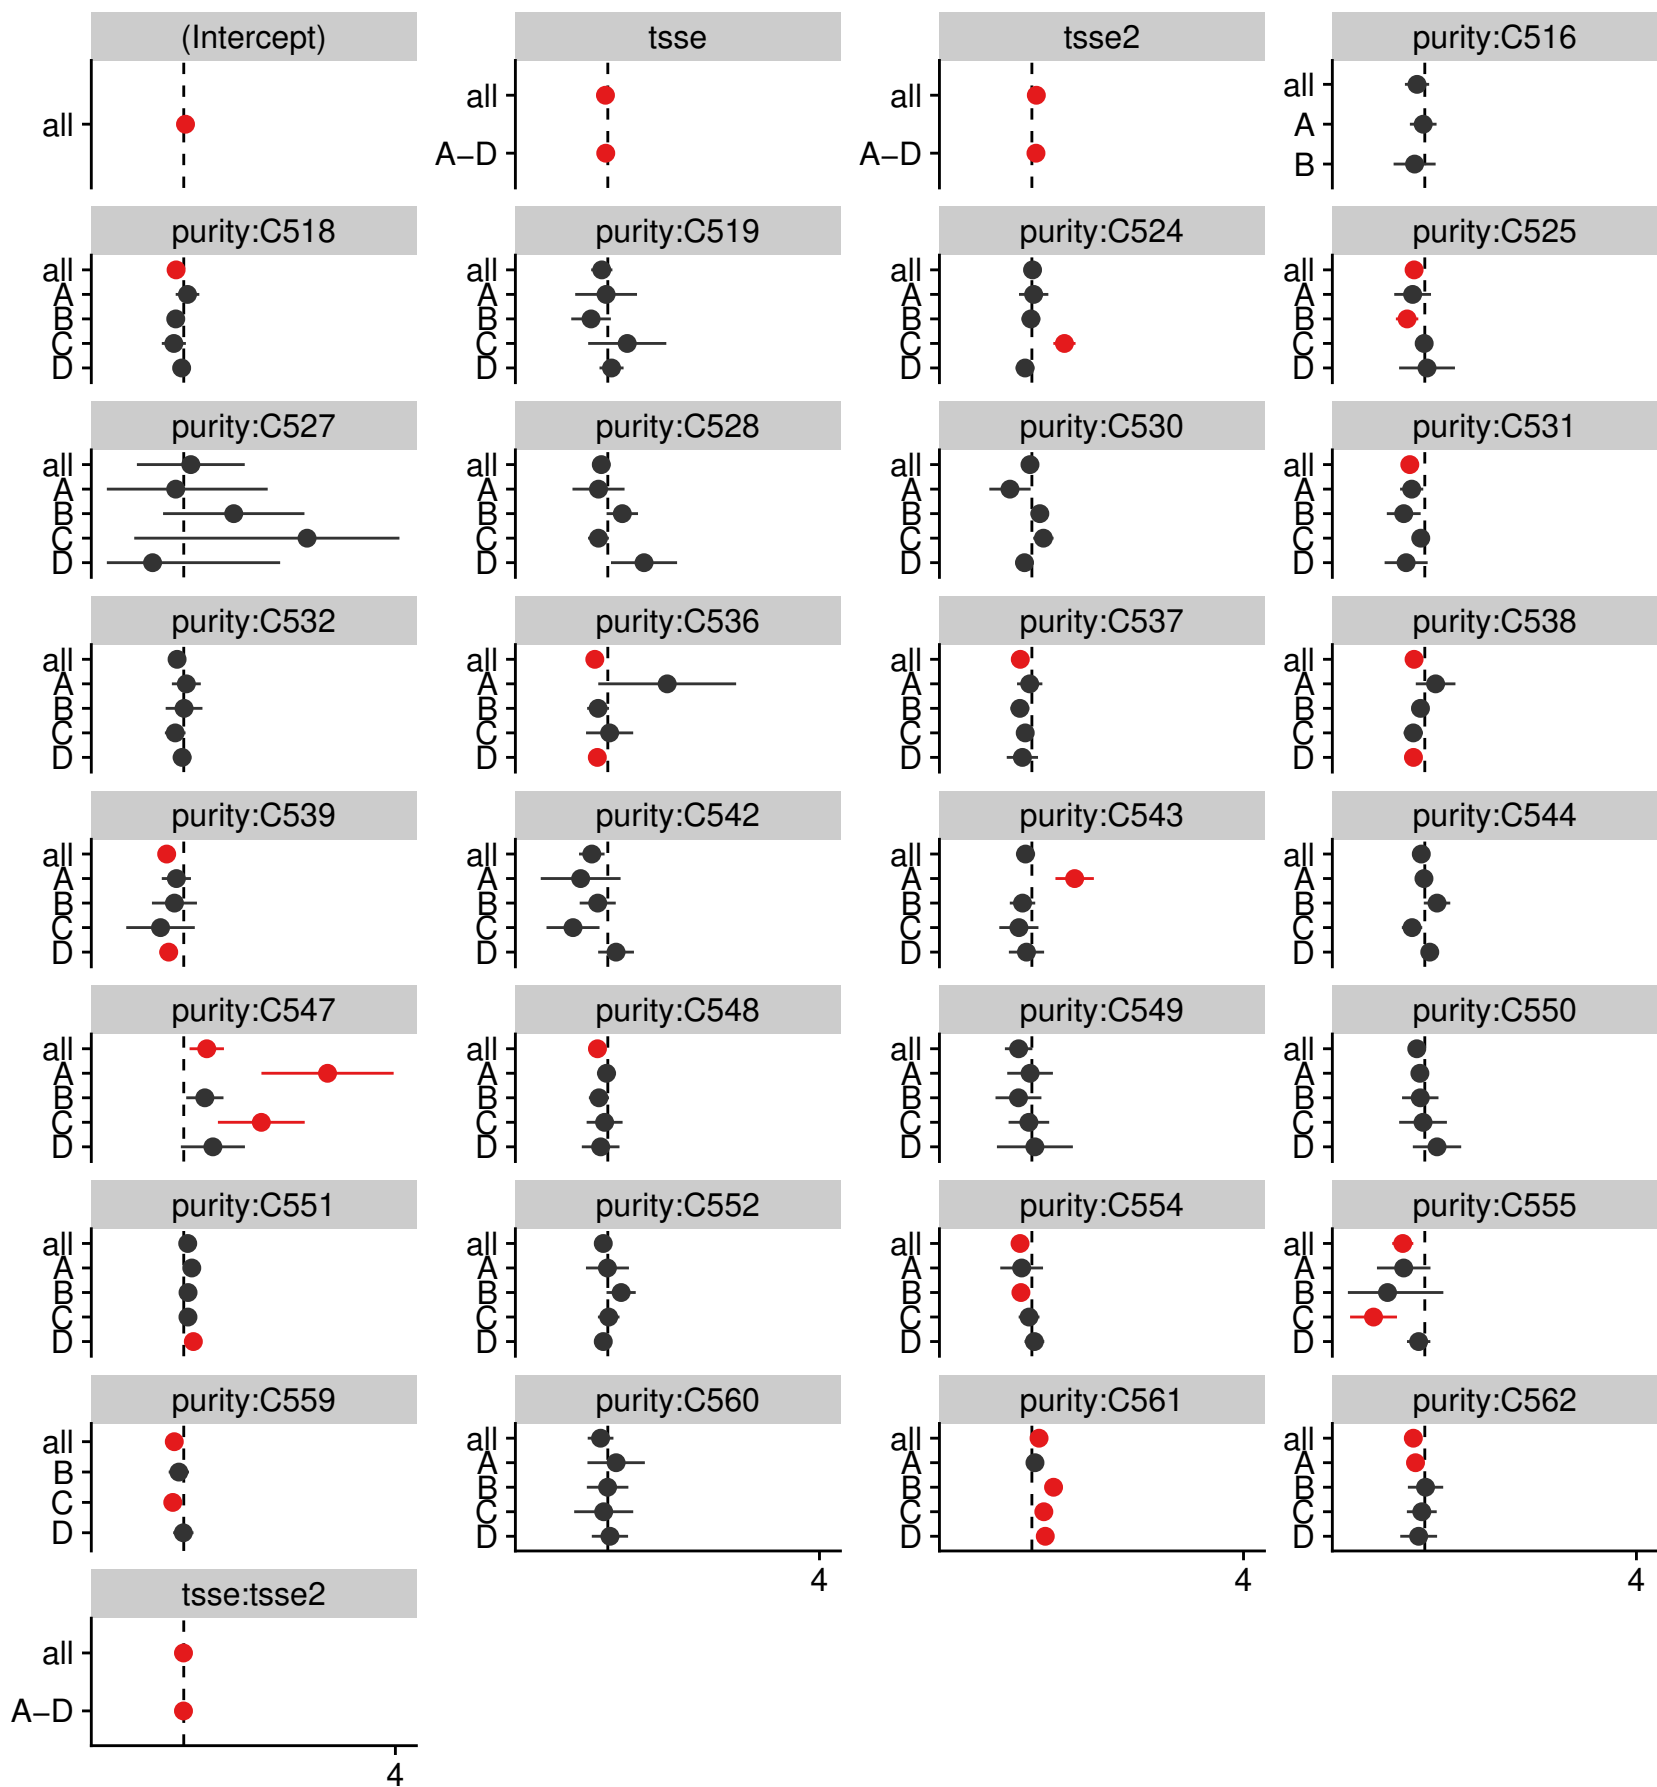 (Intercept)
tsse
tsse2
purity:C516
all
all
A−D
all
A−D
all
A
B
purity:C518
purity:C519
purity:C524
purity:C525
all
A
B
C
D
all
A
B
C
D
all
A
B
C
D
all
A
B
C
D
purity:C527
purity:C528
purity:C530
purity:C531
all
A
B
C
D
all
A
B
C
D
all
A
B
C
D
all
A
B
C
D
purity:C532
purity:C536
purity:C537
purity:C538
all
A
B
C
D
all
A
B
C
D
all
A
B
C
D
all
A
B
C
D
purity:C539
purity:C542
purity:C543
purity:C544
all
A
B
C
D
all
A
B
C
D
all
A
B
C
D
all
A
B
C
D
purity:C547
purity:C548
purity:C549
purity:C550
all
A
B
C
D
all
A
B
C
D
all
A
B
C
D
all
A
B
C
D
purity:C551
purity:C552
purity:C554
purity:C555
all
A
B
C
D
all
A
B
C
D
all
A
B
C
D
all
A
B
C
D
purity:C559
purity:C560
purity:C561
purity:C562
all
B
C
D
all
A
B
C
D
4
all
A
B
C
D
4
all
A
B
C
D
4
tsse:tsse2
all
A−D
4